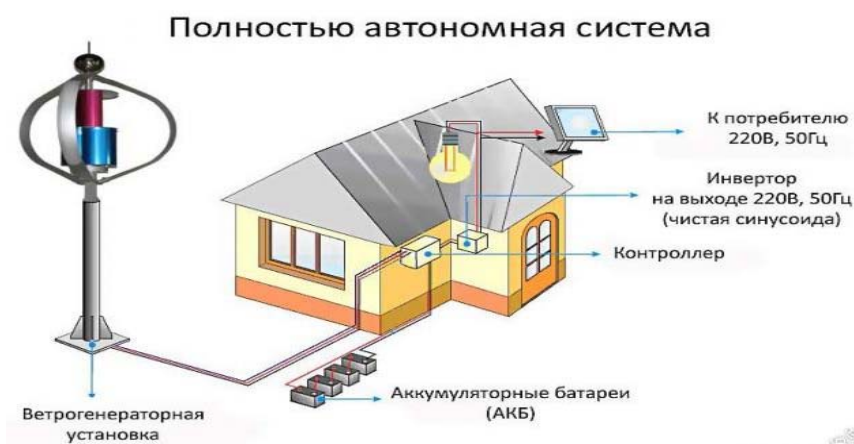 Полностью автономная система
К потребителю
220В, 50Гц
Инвертор
на выходе 220В, 50Гц
(чистая синусоида)
Контроллер
Аккумуляторные батареи
(АКБ)
Ветрогенераторная
установка